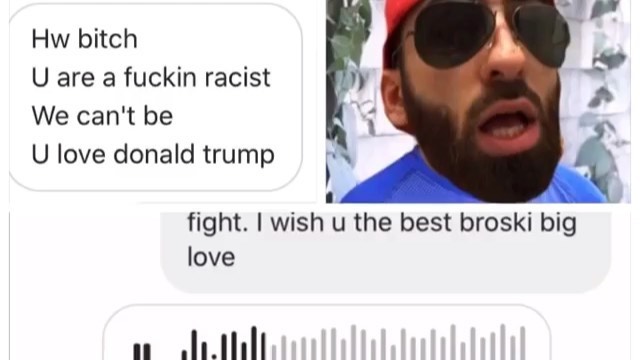 Hw bitch
U are a fuckin racist
We can't be
U love donald trump
fight. I wish u the best broski big
love